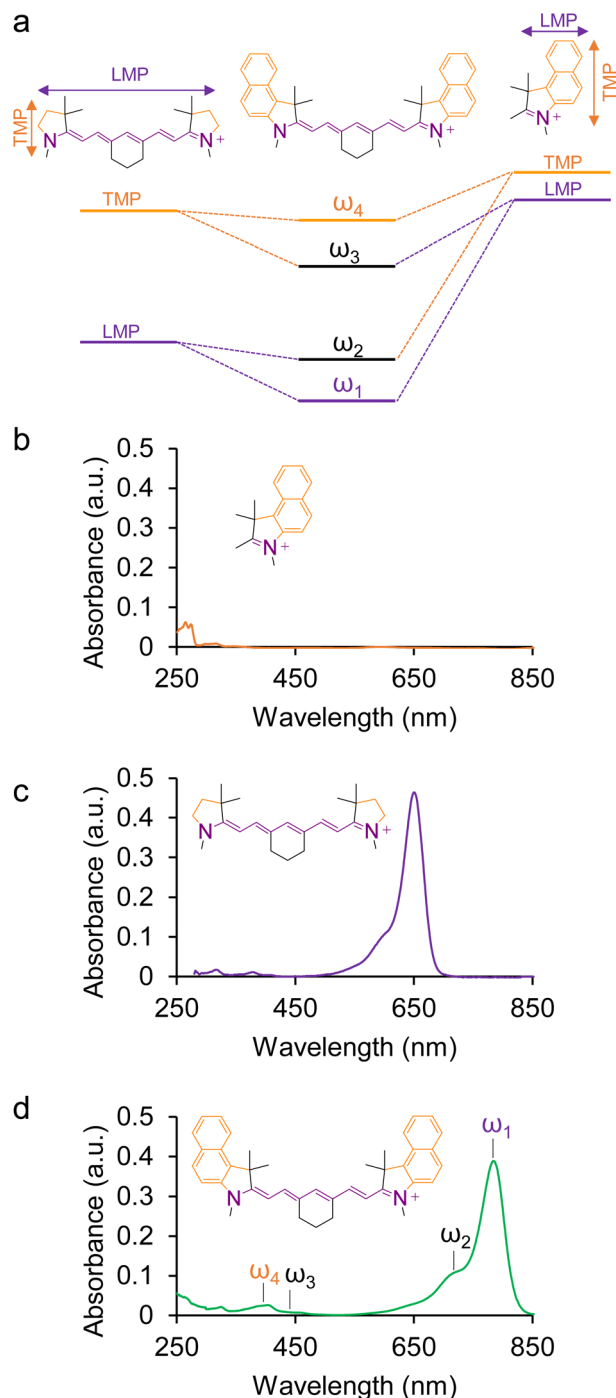 a
LMP
TMP
N
N
+
N
N
+
LMP
TMP
N
+
TMP
ω4
TMP
LMP
ω3
LMP
ω2
ω1
b
Absorbance (a.u.)
0.5
0.4
0.3
0.2
0.1
0
N
+
250
450
650
850
Wavelength (nm)
c
Absorbance (a.u.)
0.5
0.4
0.3
0.2
0.1
0
N
N
+
250
450
650
850
Wavelength (nm)
d
Absorbance (a.u.)
0.5
0.4
0.3
0.2
0.1
0
N
N
+
ω1
ω2
ω4
ω3
250
450
650
850
Wavelength (nm)